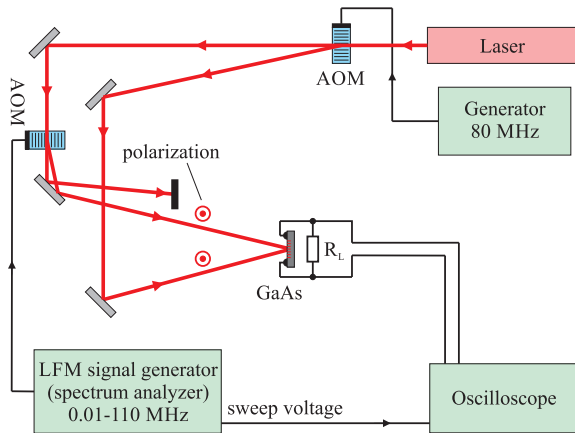 Laser
AOM
Generator
80 MHz
AOM
polarization
R_L
GaAs
LFM signal generator
(spectrum analyzer)
0.01-110 MHz
sweep voltage
Oscilloscope